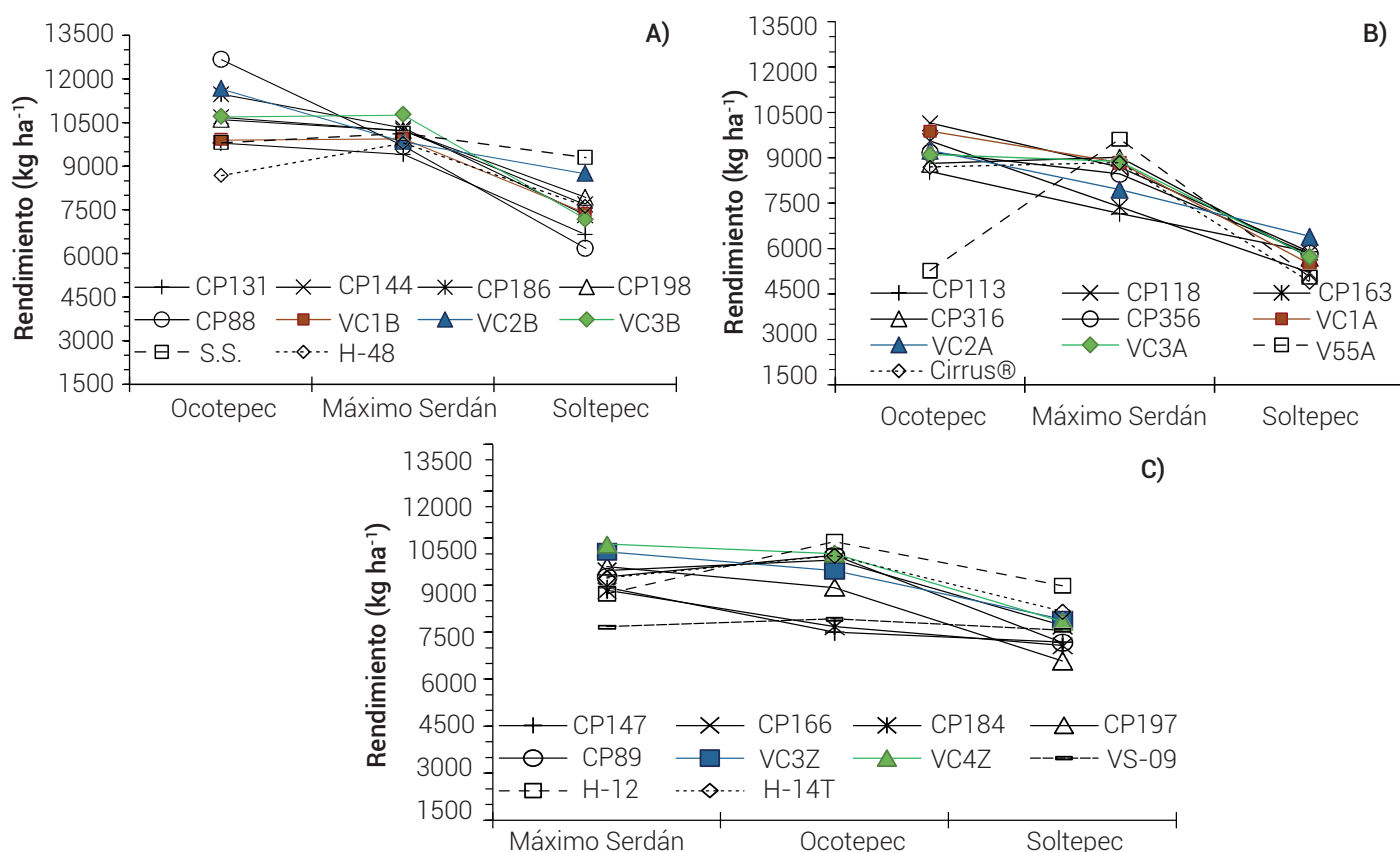 A)
Rendimiento (kg ha-1)
13500
12000
10500
9000
7500
6000
4500
3000
1500
CP131 CP144 CP186 CP198
CP88 VC1B VC2B VC3B
S.S. H-48
Ocotepec Máximo Serdán Soltepec
B)
Rendimiento (kg ha-1)
13500
12000
10500
9000
7500
6000
4500
3000
1500
CP113 CP118 CP163
CP316 CP356 VC1A
VC2A VC3A V55A
Cirrus®
Ocotepec Máximo Serdán Soltepec
C)
Rendimiento (kg ha-1)
13500
12000
10500
9000
7500
6000
4500
3000
1500
CP147 CP166 CP184 CP197
CP89 VC3Z VC4Z VS-09
H-12 H-14T
Máximo Serdán Ocotepec Soltepec